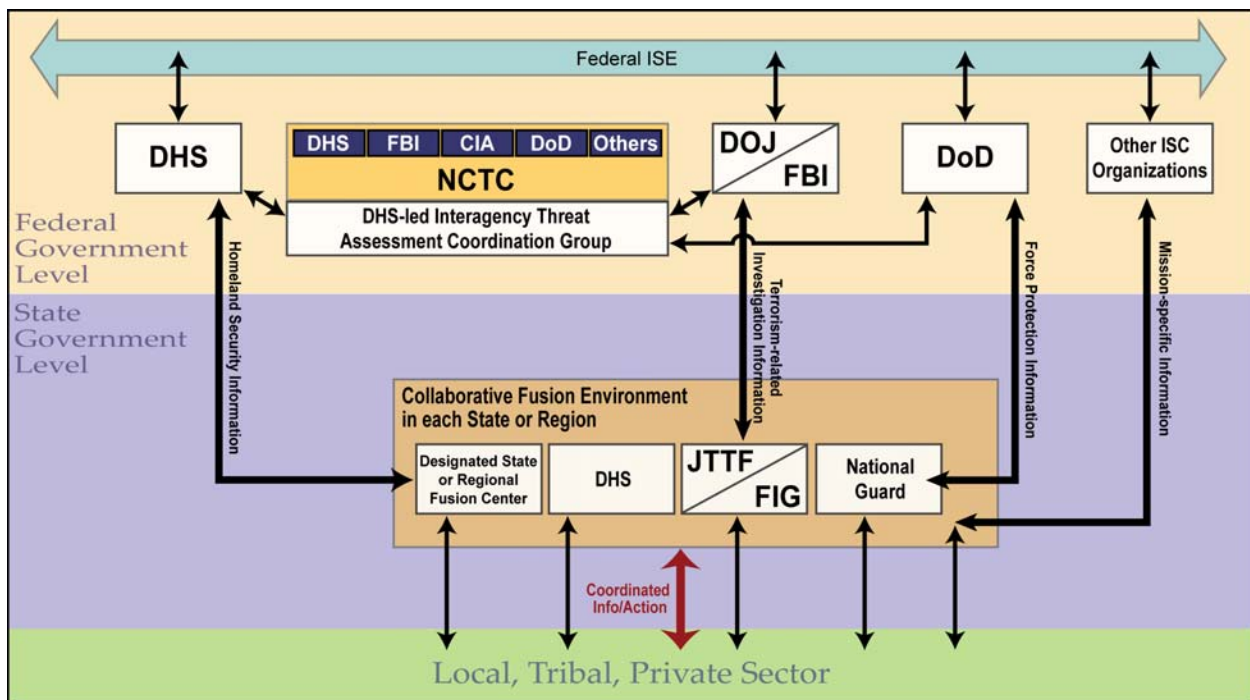 Federal ISE
DHS
DHS
FBI
CIA
DoD
Others
NCTC
DHS-led Interagency Threat
Assessment Coordination Group
DOJ
FBI
DoD
Other ISC
Organizations
Federal
Government
Level
Homeland Security Information
Terrorism-related
Investigation Information
Force Protection Information
Mission-specific Information
State
Government
Level
Collaborative Fusion Environment
in each State or Region
Designated State
or Regional
Fusion Center
DHS
JTTF
FIG
National
Guard
Coordinated
Info/Action
Local, Tribal, Private Sector